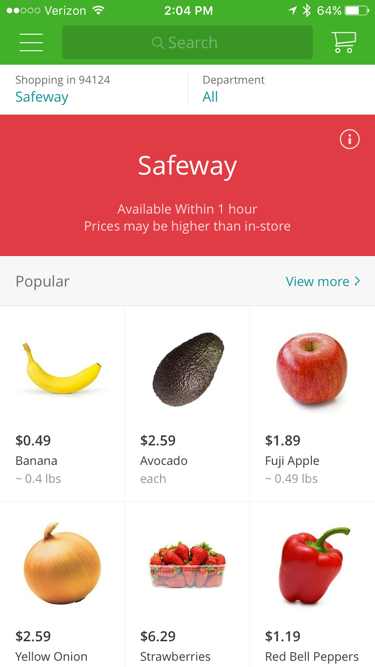 Verizon 2:04 PM 64%
Search
Shopping in 94124 Department
Safeway All
Safeway
Available Within 1 hour
Prices may be higher than in-store
Popular View more
$0.49 $2.59 $1.89
Banana Avocado Fuji Apple
~ 0.4 lbs each ~ 0.49 lbs
$2.59 $6.29 $1.19
Yellow Onion Strawberries Red Bell Peppers